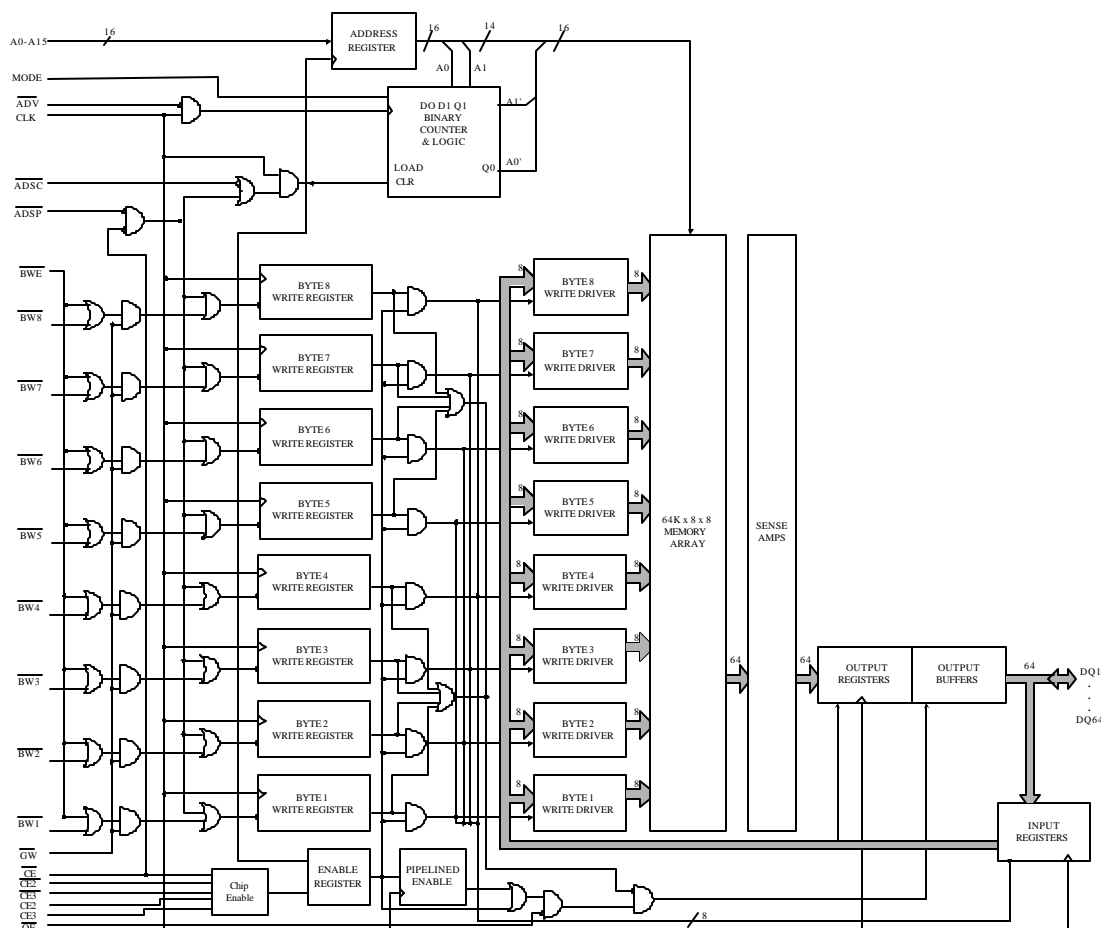 A0-A15
16
ADDRESS
REGISTER
16
14
16
A0
A1
MODE
ADV
CLK
DO D1 Q1
BINARY
COUNTER
& LOGIC
LOAD
CLR
Q0
A1'
A0'
ADSC
ADSP
BWE
BW8
BYTE 8
WRITE REGISTER
8
BYTE 8
WRITE DRIVER
8
BW7
BYTE 7
WRITE REGISTER
8
BYTE 7
WRITE DRIVER
8
BW6
BYTE 6
WRITE REGISTER
8
BYTE 6
WRITE DRIVER
8
BW5
BYTE 5
WRITE REGISTER
8
BYTE 5
WRITE DRIVER
8
64K x 8 x 8
MEMORY
ARRAY
SENSE
AMPS
BW4
BYTE 4
WRITE REGISTER
8
BYTE 4
WRITE DRIVER
8
BW3
BYTE 3
WRITE REGISTER
8
BYTE 3
WRITE DRIVER
8
64
64
OUTPUT
REGISTERS
OUTPUT
BUFFERS
64
DQ1
.
.
.
DQ64
BW2
BYTE 2
WRITE REGISTER
8
BYTE 2
WRITE DRIVER
8
BW1
BYTE 1
WRITE REGISTER
8
BYTE 1
WRITE DRIVER
8
INPUT
REGISTERS
GW
CE
CE2
CE3
CE2
CE3
OE
Chip
Enable
ENABLE
REGISTER
PIPELINED
ENABLE
8